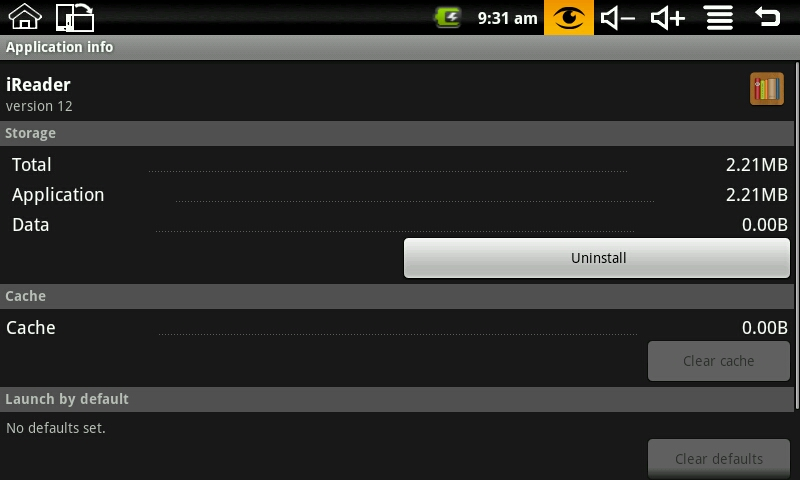 9:31 am
Application info
iReader
version 12
Storage
Total 2.21MB
Application 2.21MB
Data 0.00B
Uninstall
Cache
Cache 0.00B
Clear cache
Launch by default
No defaults set.
Clear defaults